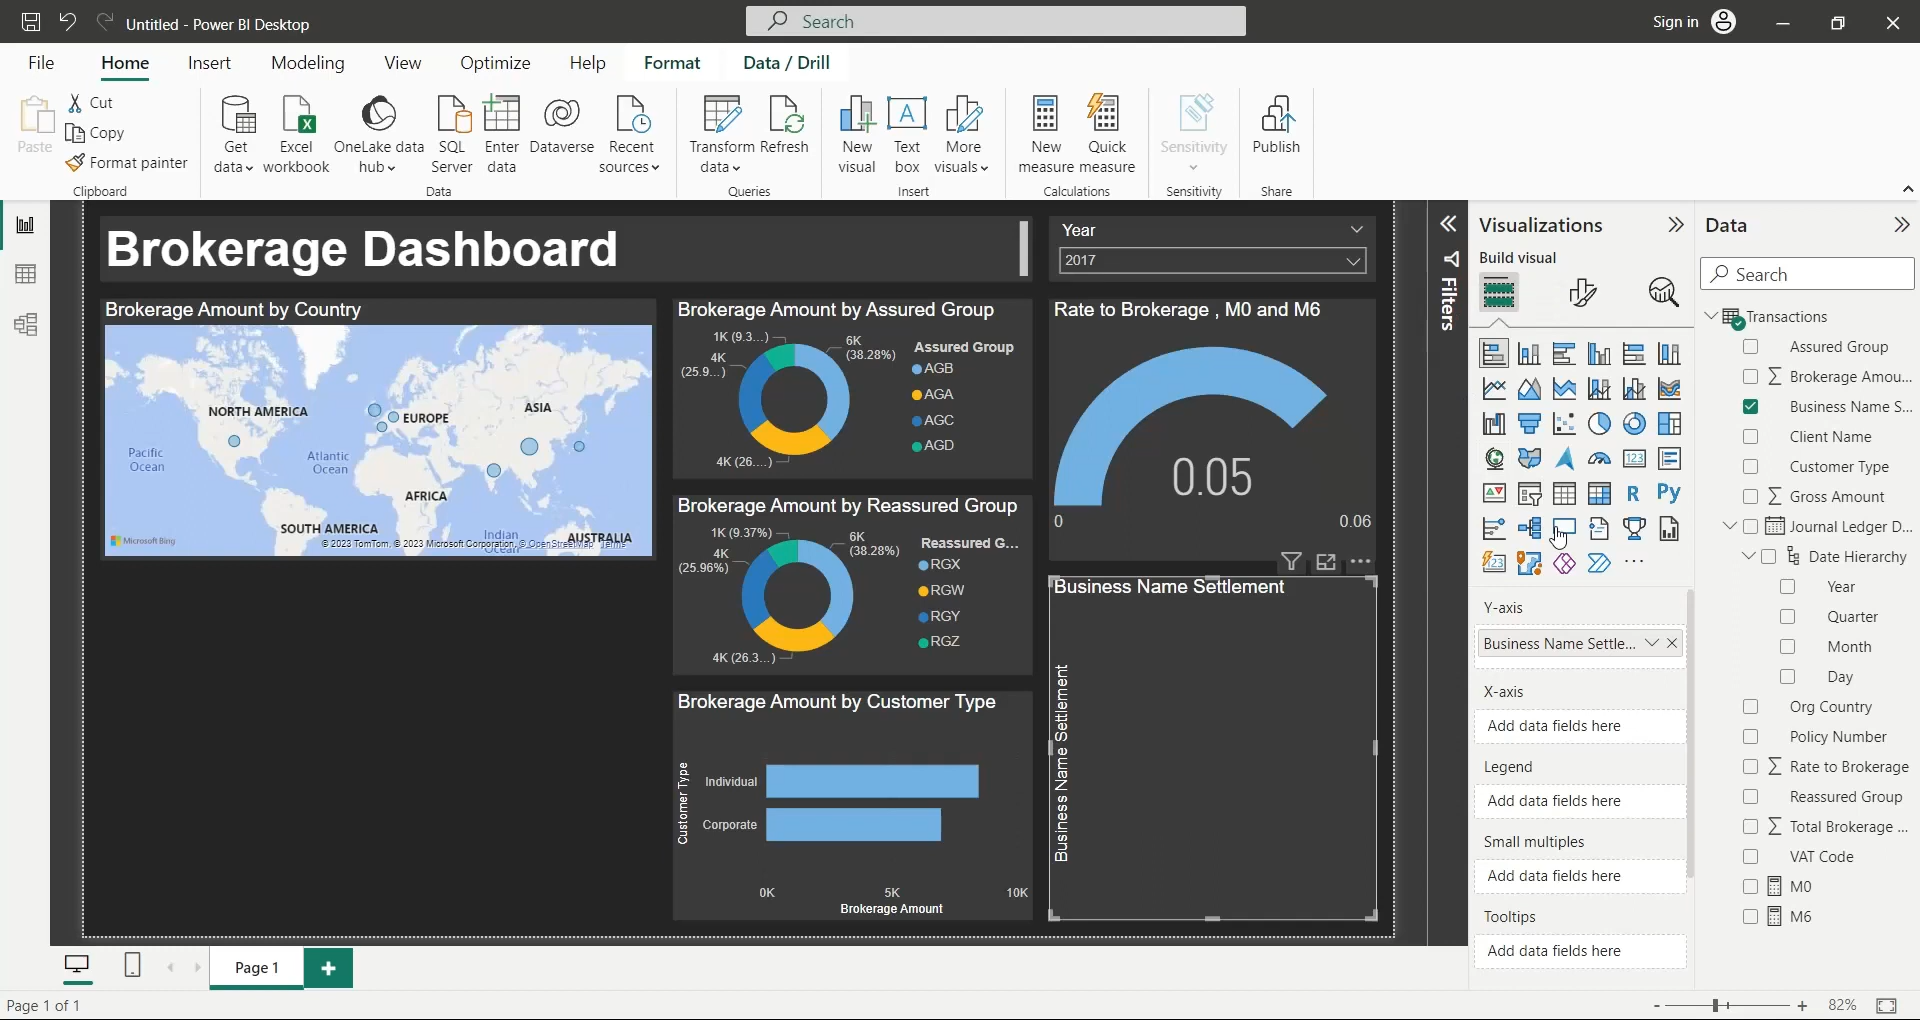 Untitled - Power BI Desktop
Search
Sign in
File
Home
Insert
Modeling
View
Optimize
Help
Format
Data / Drill
Paste
Cut
Copy
Format painter
Clipboard
Get data
Excel workbook
OneLake data hub
SQL Server
Enter data
Dataverse
Recent sources
Data
Transform data
Refresh
Queries
New visual
Text box
A
More visuals
Insert
New measure
Quick measure
Calculations
Sensitivity
Sensitivity
Publish
Share
Brokerage Dashboard
Year
2017
Brokerage Amount by Country
NORTH AMERICA
EUROPE
ASIA
Pacific Ocean
Atlantic Ocean
AFRICA
SOUTH AMERICA
Indian Ocean
AUSTRALIA
Microsoft Bing
© 2023 TomTom, © 2023 Microsoft Corporation, © OpenStreetMap Terms
Brokerage Amount by Assured Group
1K (9.3...)
4K (25.9...)
6K (38.28%)
4K (26....)
Assured Group
AGB
AGA
AGC
AGD
Brokerage Amount by Reassured Group
1K (9.37%)
4K (25.96%)
6K (38.28%)
4K (26.3...)
Reassured G...
RGX
RGW
RGY
RGZ
Brokerage Amount by Customer Type
Customer Type
Individual
Corporate
0K
5K
10K
Brokerage Amount
Rate to Brokerage , M0 and M6
0.05
0
0.06
Business Name Settlement
Business Name Settlement
Filters
Visualizations
Build visual
123
R
Py
123
Y-axis
Business Name Settle...
X-axis
Add data fields here
Legend
Add data fields here
Small multiples
Add data fields here
Tooltips
Add data fields here
Data
Search
Transactions
Assured Group
Brokerage Amou...
Business Name S...
Client Name
Customer Type
Gross Amount
Journal Ledger D...
Date Hierarchy
Year
Quarter
Month
Day
Org Country
Policy Number
Rate to Brokerage
Reassured Group
Total Brokerage ...
VAT Code
M0
M6
Page 1
Page 1 of 1
82%